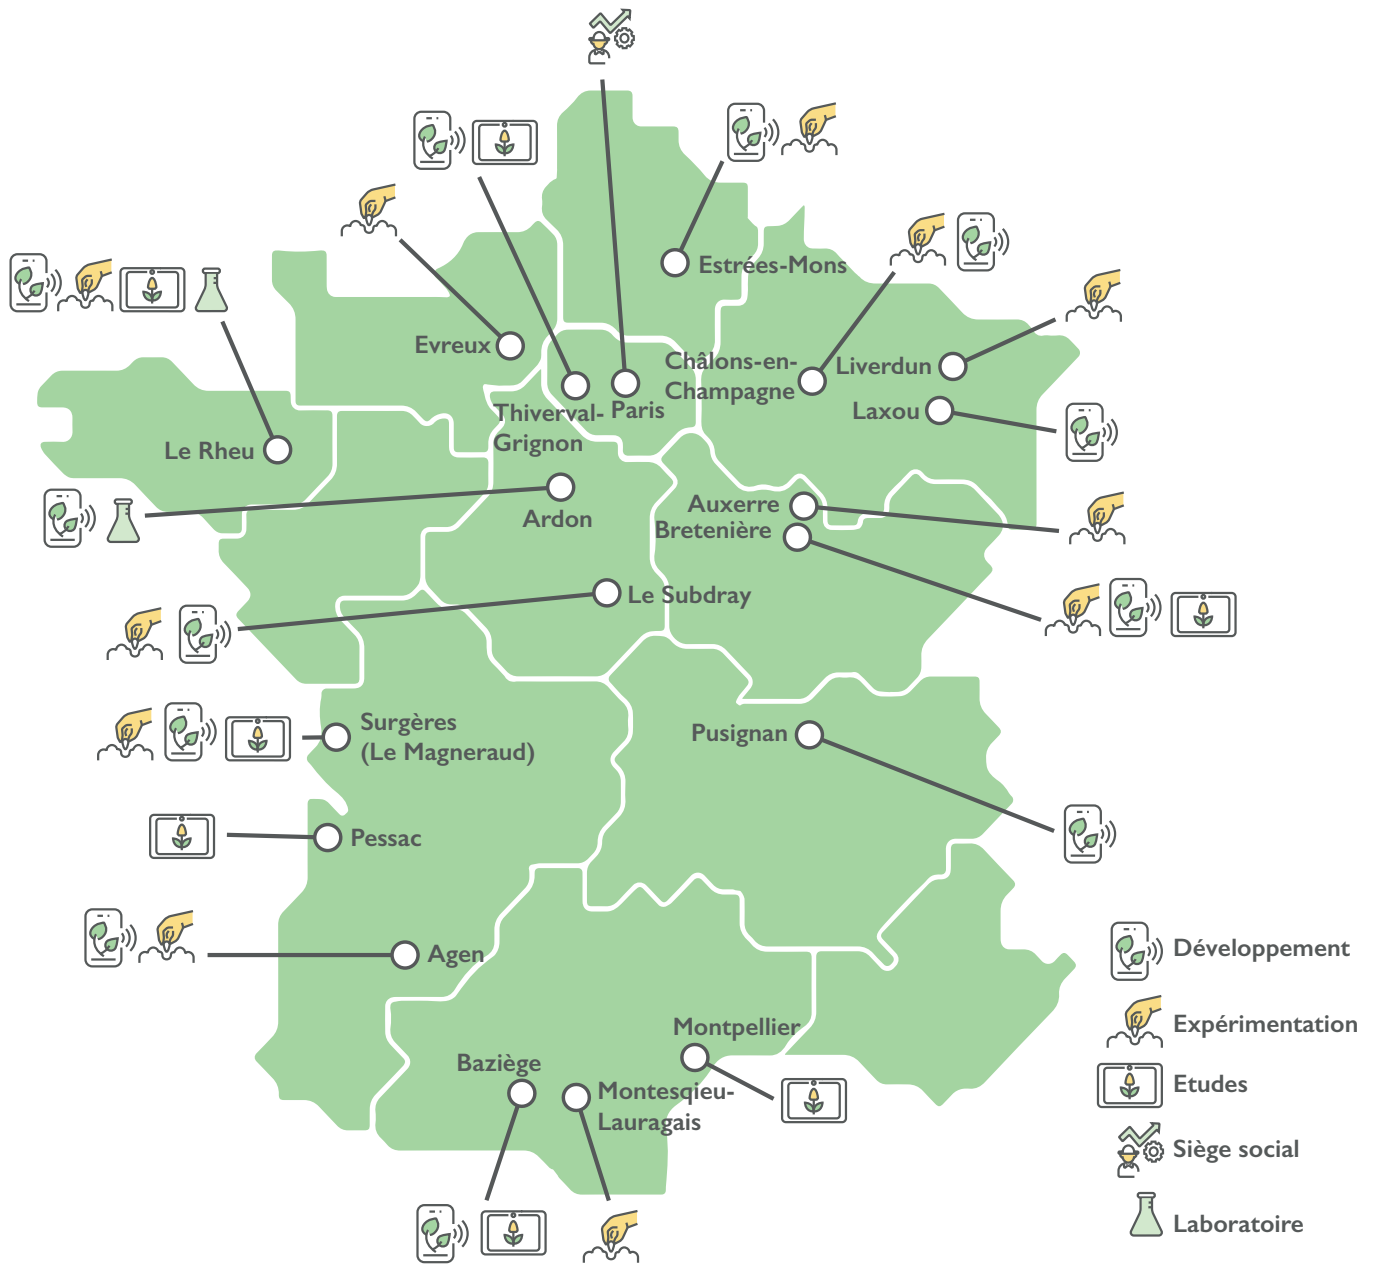 Estrées-Mons
Evreux
Châlons-en-
Champagne
Liverdun
Thiverval-
Grignon
Paris
Laxou
Le Rheu
Ardon
Auxerre
Bretenière
Le Subdray
Surgères
(Le Magneraud)
Pusignan
Pessac
Agen
Montpellier
Baziège
Montesqieu-
Lauragais
Développement
Expérimentation
Etudes
Siège social
Laboratoire